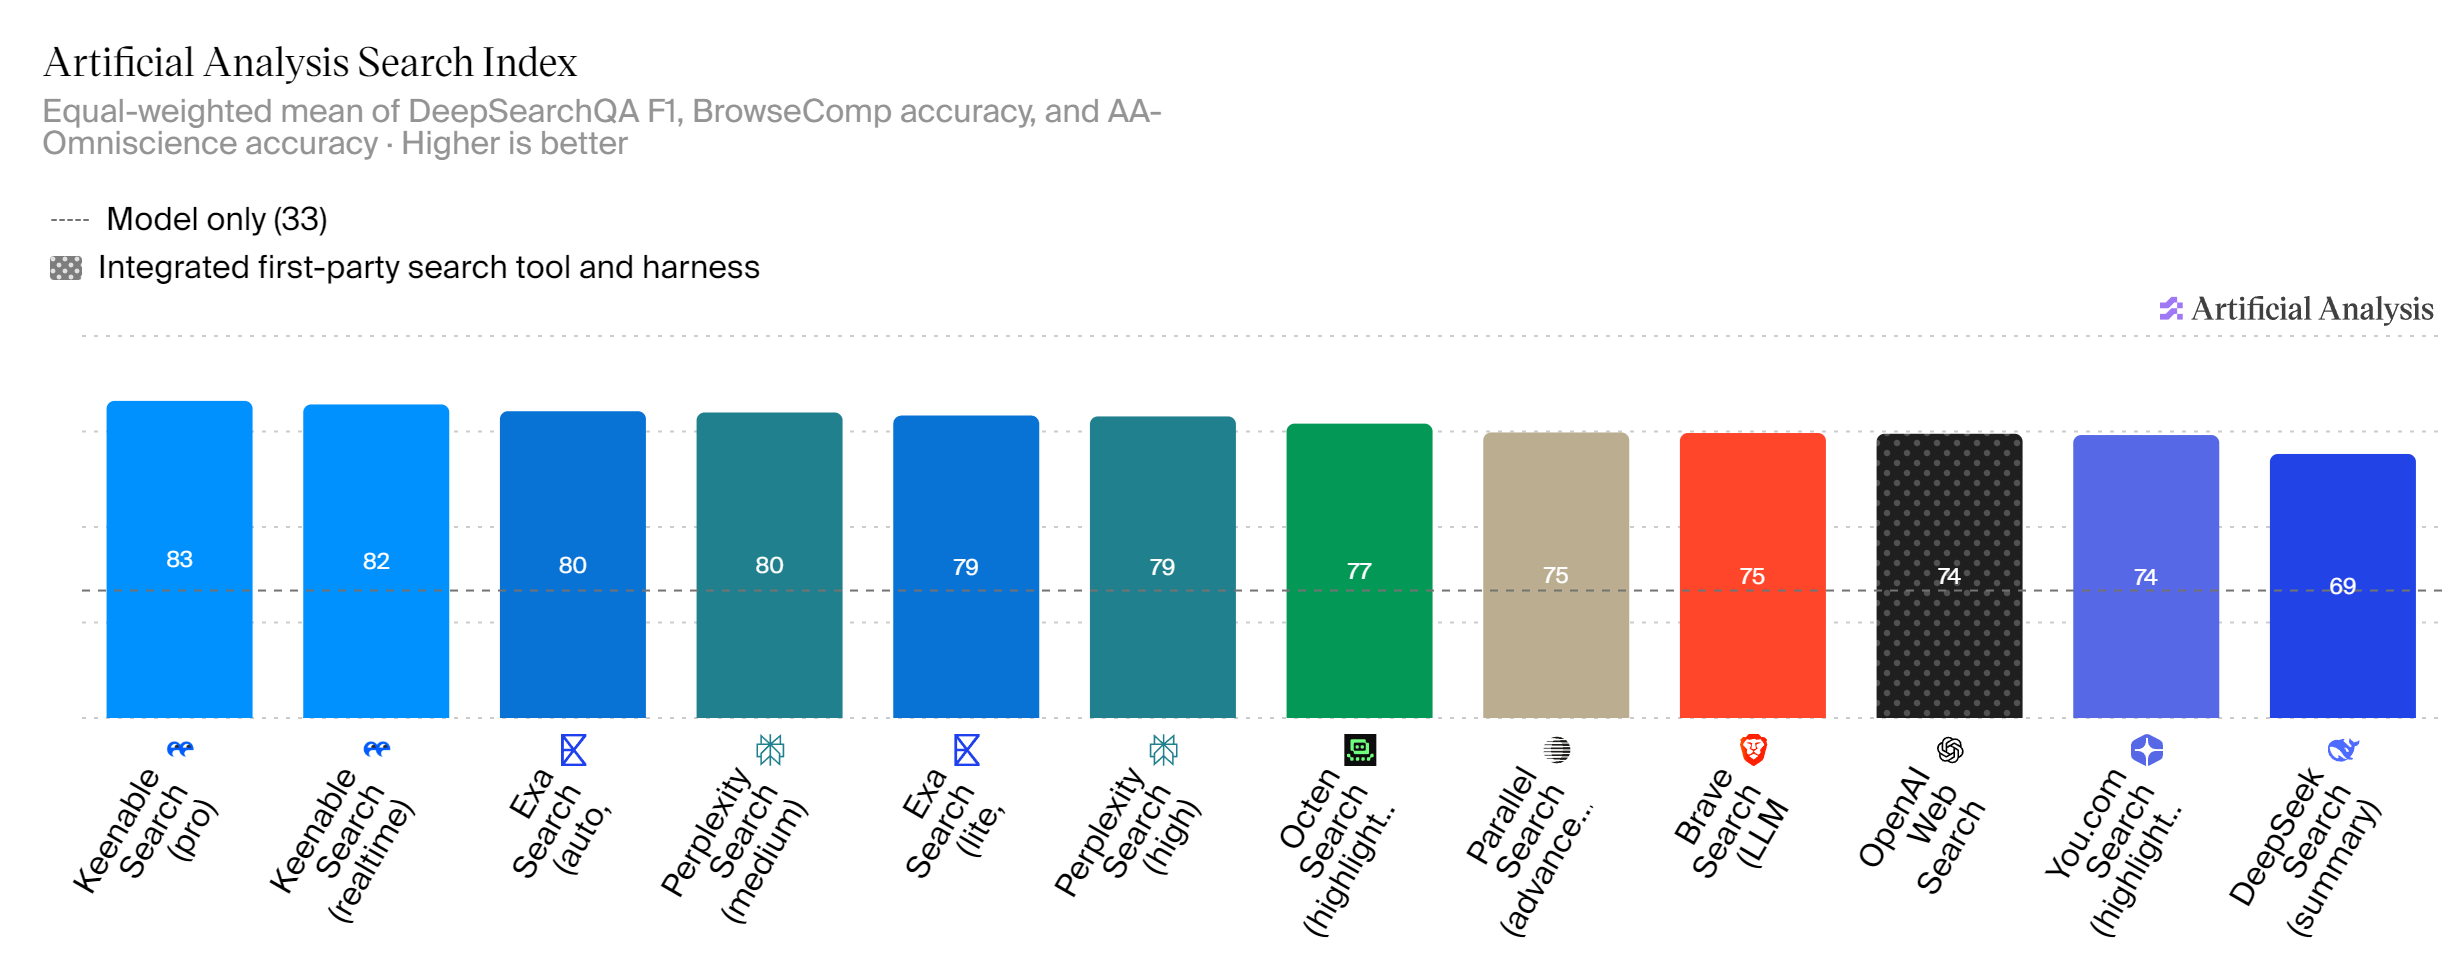 Artificial Analysis Search Index
Equal-weighted mean of DeepSearchQA F1, BrowseComp accuracy, and AA-
Omniscience accuracy · Higher is better
Model only (33)
Integrated first-party search tool and harness
Artificial Analysis
83
82
80
80
79
79
77
75
75
74
74
69
Keenable
Search
(pro)
Keenable
Search
(realtime)
Exa
Search
(auto,
Perplexity
Search
(medium)
Exa
Search
(lite,
Perplexity
Search
(high)
Octen
Search
(highlight..
Parallel
Search
(advance...
Brave
Search
(LLM
OpenAI
Web
Search
You.com
Search
(highlight..
DeepSeek
Search
(summary)